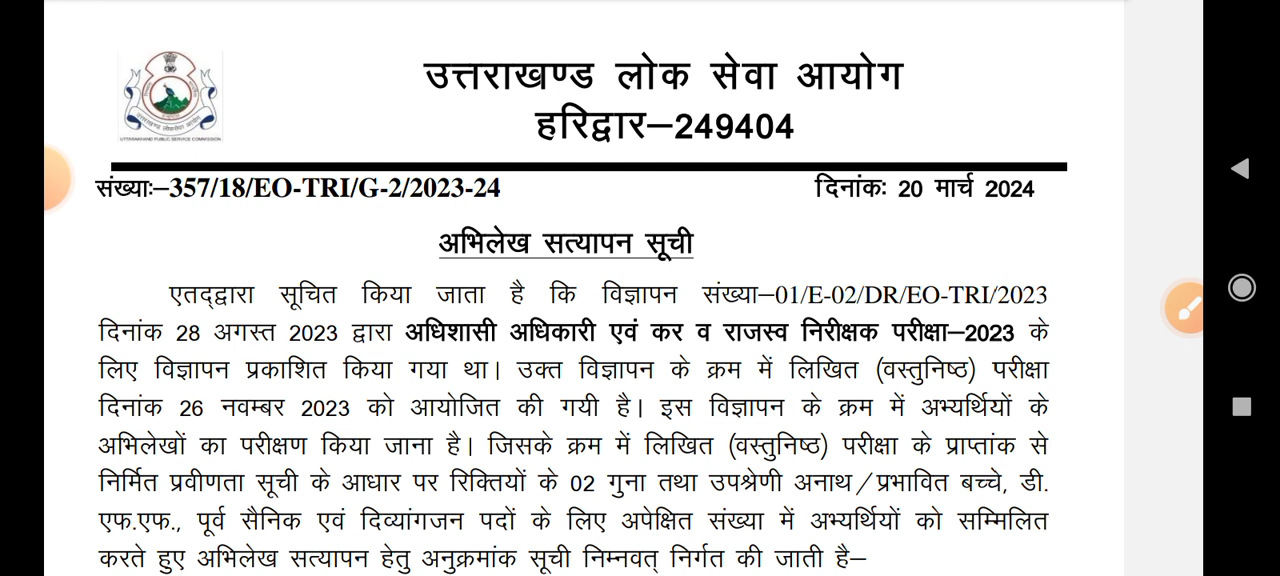 उत्तराखण्ड लोक सेवा आयोग
हरिद्वार–249404
UTTARAKHAND PUBLIC SERVICE COMMISSION
संख्याः–357/18/EO-TRI/G-2/2023-24 दिनांकः 20 मार्च 2024
अभिलेख सत्यापन सूची
एतद्द्वारा सूचित किया जाता है कि विज्ञापन संख्या–01/E-02/DR/EO-TRI/2023
दिनांक 28 अगस्त 2023 द्वारा अधिशासी अधिकारी एवं कर व राजस्व निरीक्षक परीक्षा–2023 के
लिए विज्ञापन प्रकाशित किया गया था। उक्त विज्ञापन के क्रम में लिखित (वस्तुनिष्ठ) परीक्षा
दिनांक 26 नवम्बर 2023 को आयोजित की गयी है। इस विज्ञापन के क्रम में अभ्यर्थियों के
अभिलेखों का परीक्षण किया जाना है। जिसके क्रम में लिखित (वस्तुनिष्ठ) परीक्षा के प्राप्तांक से
निर्मित प्रवीणता सूची के आधार पर रिक्तियों के 02 गुना तथा उपश्रेणी अनाथ/प्रभावित बच्चे, डी.
एफ.एफ., पूर्व सैनिक एवं दिव्यांगजन पदों के लिए अपेक्षित संख्या में अभ्यर्थियों को सम्मिलित
करते हुए अभिलेख सत्यापन हेतु अनुक्रमांक सूची निम्नवत् निर्गत की जाती है–